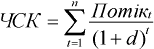 ЧСК = ∑_{t=1}^{n} Потік_t / (1 + d)^t